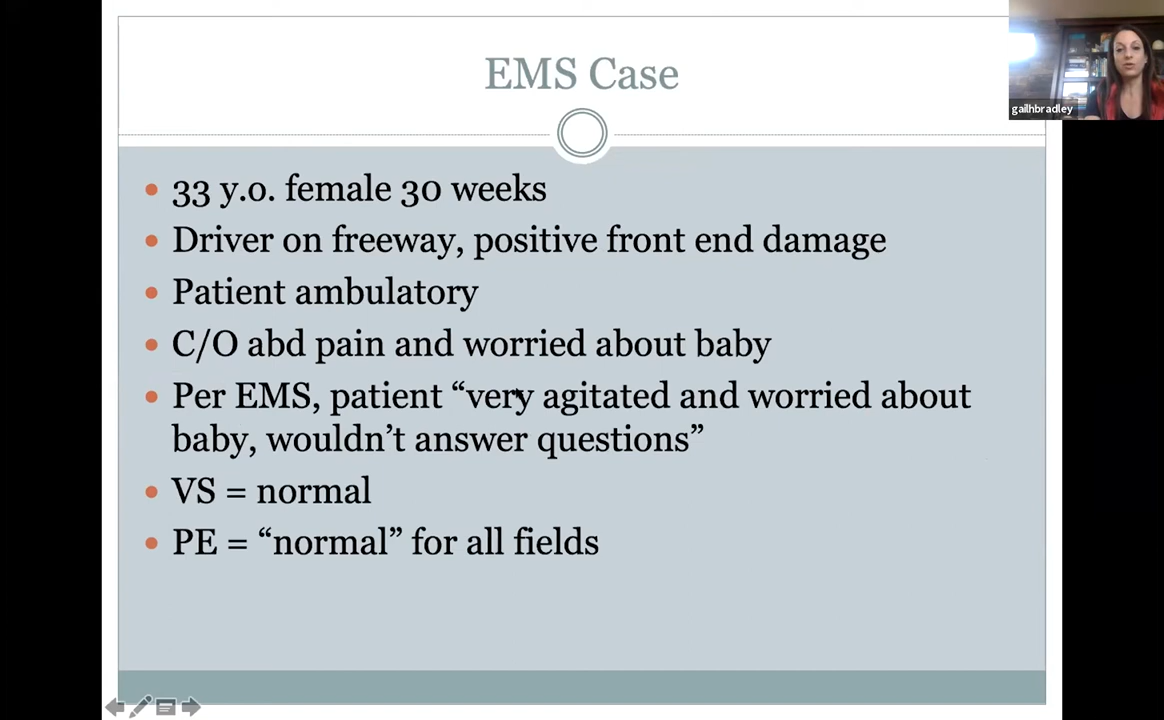 EMS Case
gailhbradley
• 33 y.o. female 30 weeks
• Driver on freeway, positive front end damage
• Patient ambulatory
• C/O abd pain and worried about baby
• Per EMS, patient “very agitated and worried about
baby, wouldn’t answer questions”
• VS = normal
• PE = “normal” for all fields